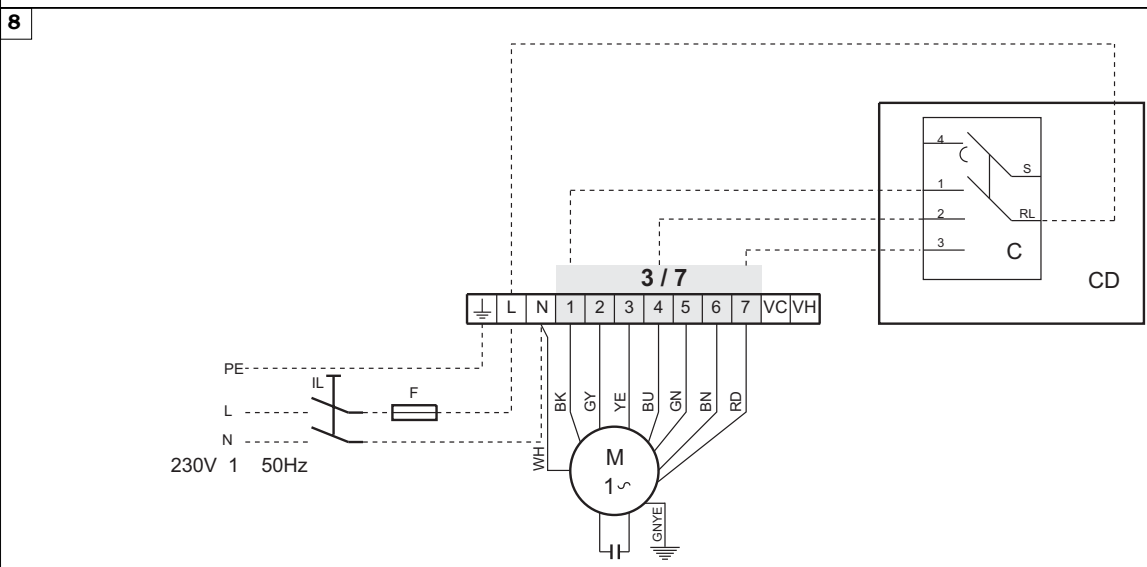 8
4
S
1
2
RL
3
C
CD
3 / 7
L N 1 2 3 4 5 6 7 VC VH
PE
IL
F
L
N
230V 1 50Hz
BK GY YE BU GN BN RD
WH
M
1~
GNYE